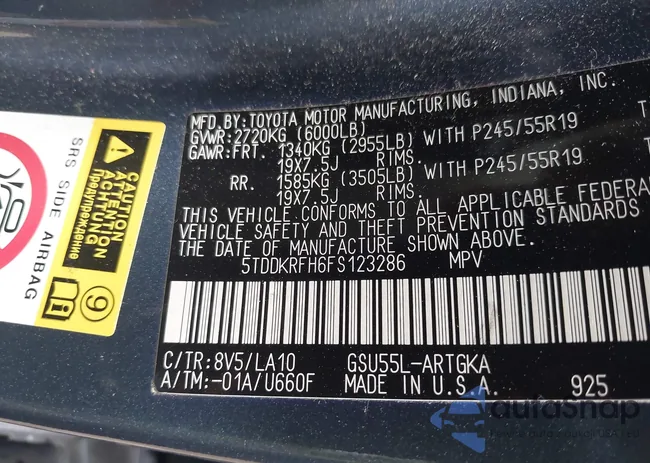 MFD. BY: TOYOTA MOTOR MANUFACTURING, INDIANA, INC.
GVWR: 2720KG (6000LB)
GAWR: FRT. 1340KG (2955LB) WITH P245/55R19
19X7.5J RIMS.
RR. 1585KG (3505LB) WITH P245/55R19
19X7.5J RIMS.
THIS VEHICLE CONFORMS TO ALL APPLICABLE FEDERA
VEHICLE SAFETY AND THEFT PREVENTION STANDARDS
THE DATE OF MANUFACTURE SHOWN ABOVE.
5TDDKRFH6FS123286 MPV
C/TR: 8V5/LA10 GSU55L-ARTGKA
A/TM: -01A/U660F MADE IN U.S.A. 925
SRS SIDE AIRBAG
CAUTION
ATTENTION
ACHTUNG
Предупреждение
9
i
autosnap